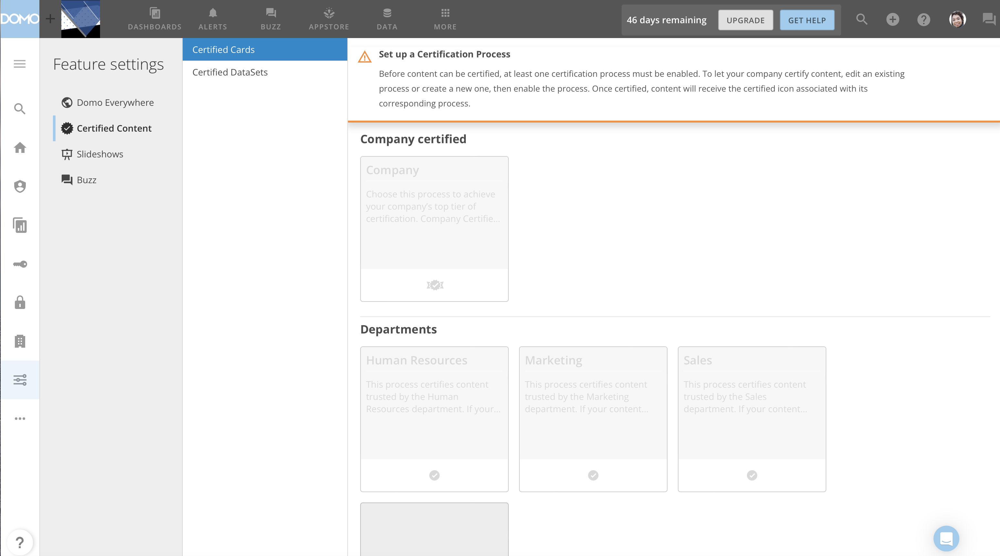 DOMO
DASHBOARDS
ALERTS
BUZZ
APPSTORE
DATA
MORE
46 days remaining
UPGRADE
GET HELP
Feature settings
Domo Everywhere
Certified Content
Slideshows
Buzz
Certified Cards
Certified DataSets
Set up a Certification Process
Before content can be certified, at least one certification process must be enabled. To let your company certify content, edit an existing
process or create a new one, then enable the process. Once certified, content will receive the certified icon associated with its
corresponding process.
Company certified
Company
Choose this process to achieve
your company’s top tier of
certification. Company Certifie...
Departments
Human Resources
This process certifies content
trusted by the Human
Resources department. If your...
Marketing
This process certifies content
trusted by the Marketing
department. If your content...
Sales
This process certifies content
trusted by the Sales
department. If your content...